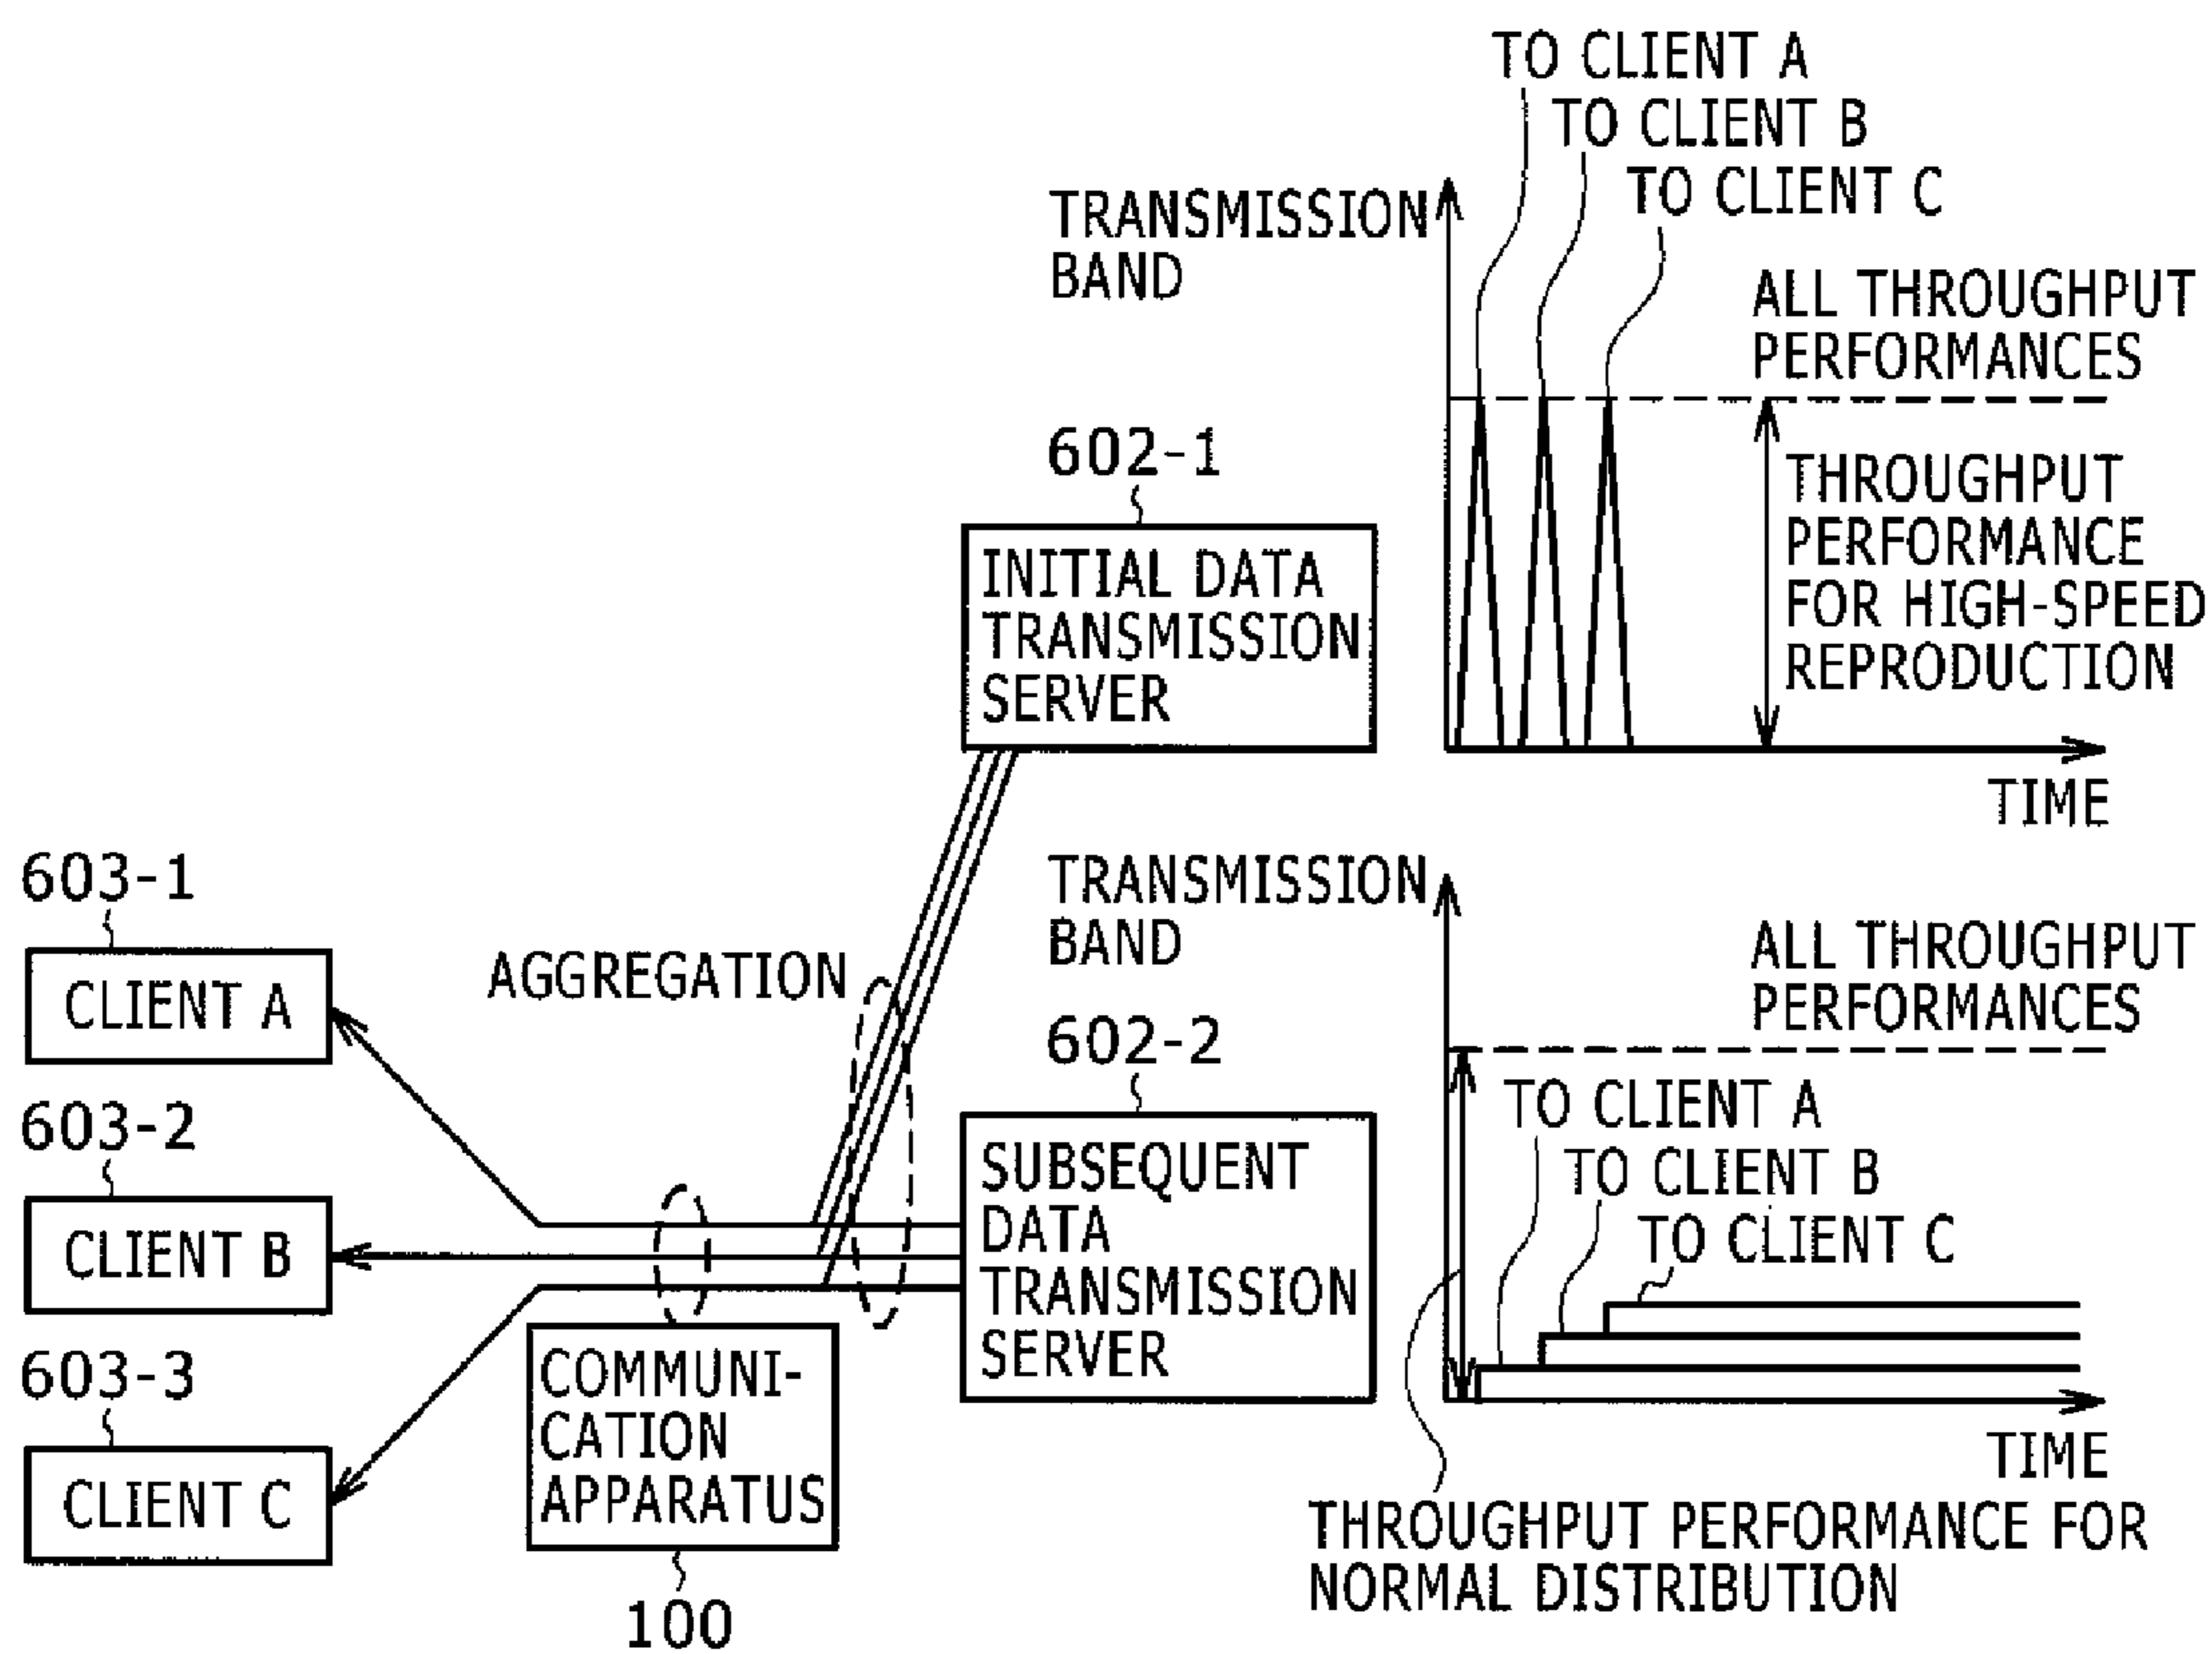 TO CLIENT A
TO CLIENT B
TO CLIENT C
TRANSMISSION
BAND
ALL THROUGHPUT
PERFORMANCES
THROUGHPUT
PERFORMANCE
FOR HIGH-SPEED
REPRODUCTION
TIME
602-1
INITIAL DATA
TRANSMISSION
SERVER
603-1
CLIENT A
603-2
CLIENT B
603-3
CLIENT C
AGGREGATION
COMMUNI-
CATION
APPARATUS
100
602-2
SUBSEQUENT
DATA
TRANSMISSION
SERVER
TRANSMISSION
BAND
ALL THROUGHPUT
PERFORMANCES
TO CLIENT A
TO CLIENT B
TO CLIENT C
TIME
THROUGHPUT PERFORMANCE FOR
NORMAL DISTRIBUTION